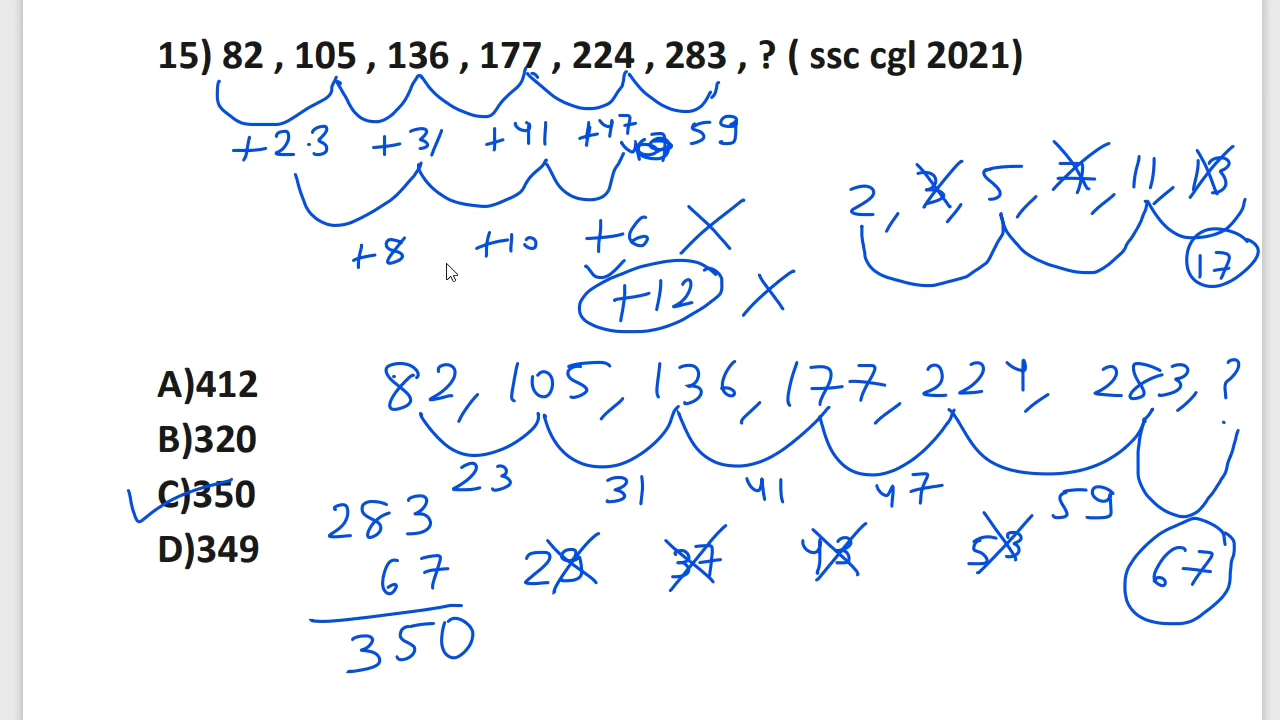 15) 82 , 105 , 136 , 177 , 224 , 283 , ? ( ssc cgl 2021)
+23 +31 +41 +47 59
2, 3, 5, 7, 11, 13
17
+8 +10 +6 X
+12 X
82, 105, 136, 177, 224, 283, ?
23 31 41 47 59
29 37 43 53 67
A)412
B)320
C)350
D)349
283
67
350